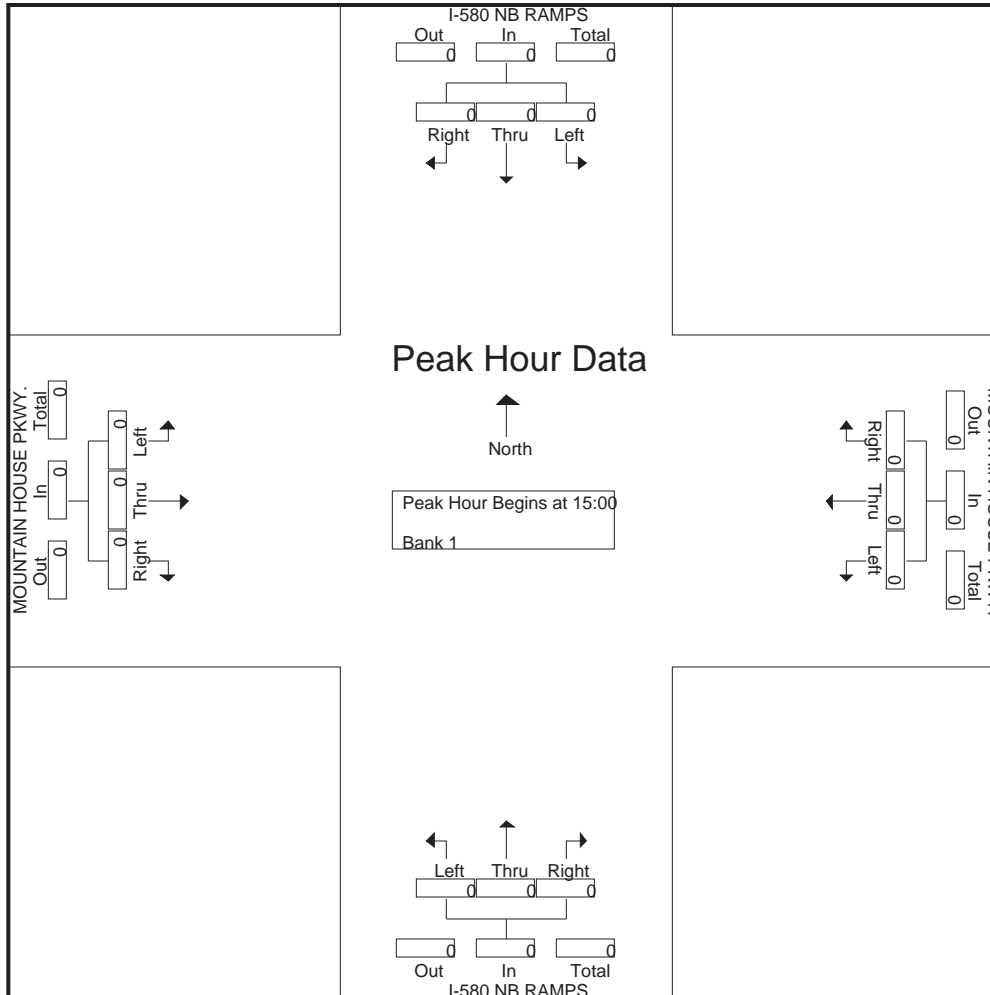 I-580 NB RAMPS
Out In Total
0 0 0
0 0 0
Right Thru Left
Peak Hour Data
North
Peak Hour Begins at 15:00
Bank 1
MOUNTAIN HOUSE PKWY.
Out In Total
0 0 0
0 0 0
Right Thru Left
Out In Total
0 0 0
0 0 0
Right Thru Left
Left Thru Right
0 0 0
0 0 0
Out In Total
I-580 NB RAMPS